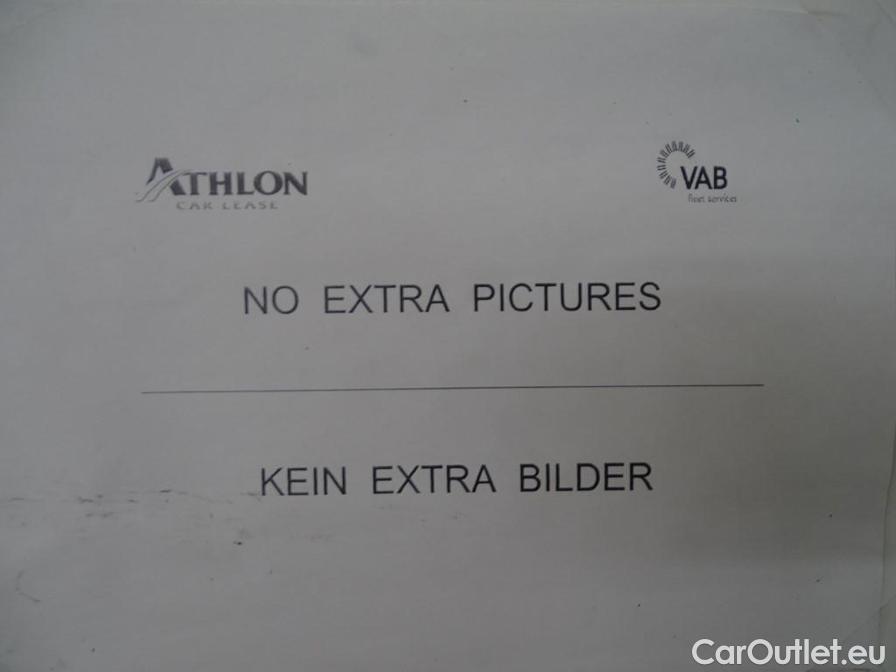 ATHLON
CAR LEASE
VAB
fleet services
NO EXTRA PICTURES
KEIN EXTRA BILDER
CarOutlet.eu